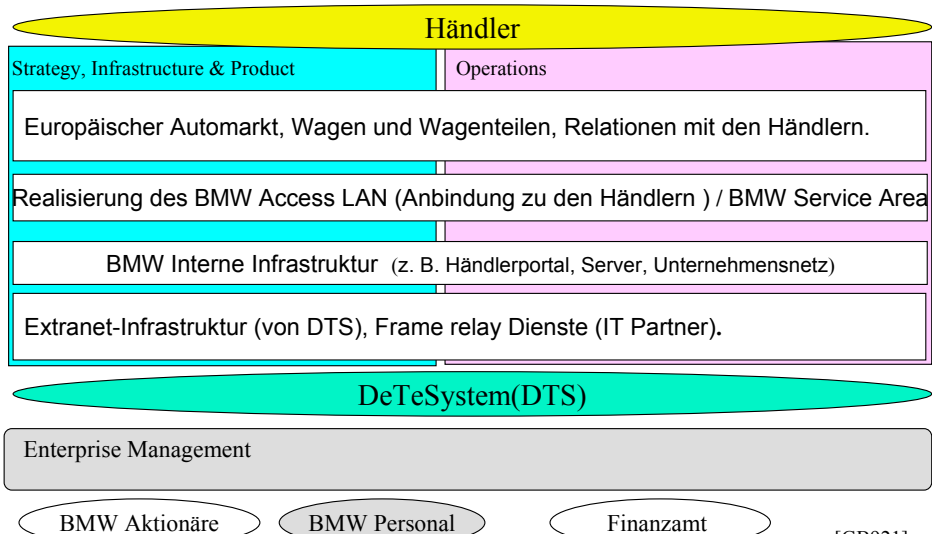 Händler
Strategy, Infrastructure & Product
Operations
Europäischer Automarkt, Wagen und Wagenteilen, Relationen mit den Händlern.
Realisierung des BMW Access LAN (Anbindung zu den Händlern ) / BMW Service Area
BMW Interne Infrastruktur (z. B. Händlerportal, Server, Unternehmensnetz)
Extranet-Infrastruktur (von DTS), Frame relay Dienste (IT Partner).
DeTeSystem(DTS)
Enterprise Management
BMW Aktionäre
BMW Personal
Finanzamt